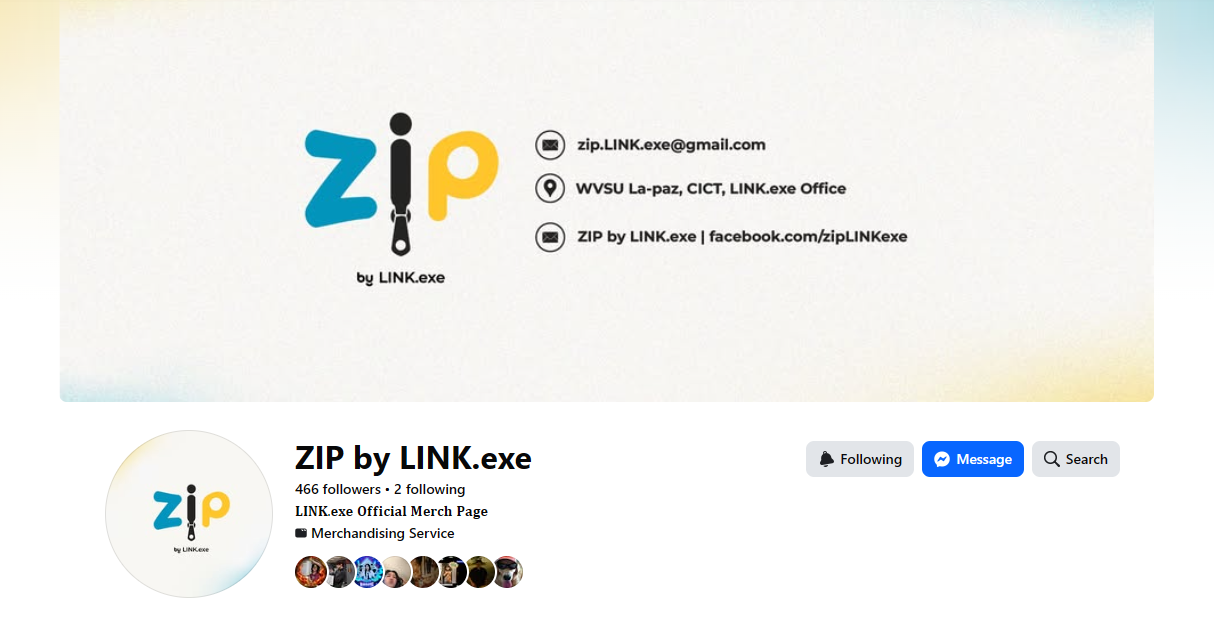 zip
by LINK.exe
zip.LINK.exe@gmail.com
WVSU La-paz, CICT, LINK.exe Office
ZIP by LINK.exe | facebook.com/zipLINKexe
zip
by LINK.exe
ZIP by LINK.exe
466 followers • 2 following
LINK.exe Official Merch Page
Merchandising Service
Following
Message
Search